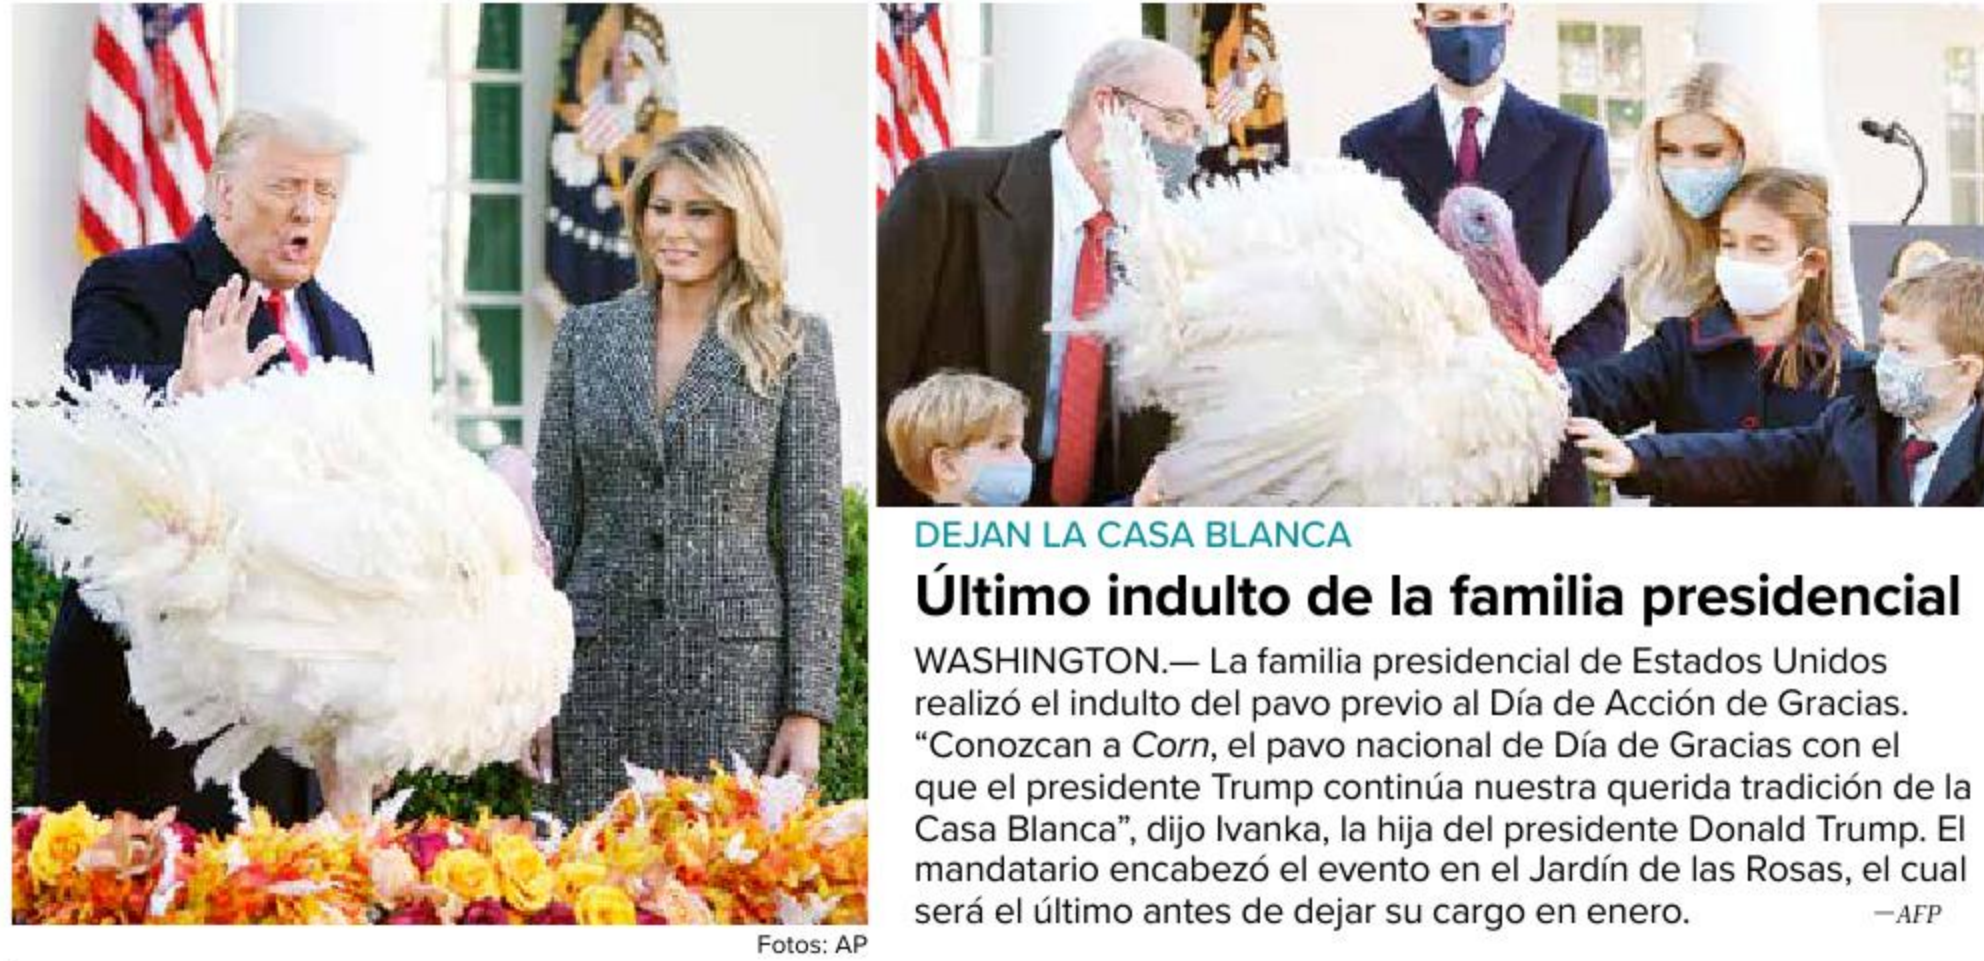 DEJAN LA CASA BLANCA
Último indulto de la familia presidencial
WASHINGTON.— La familia presidencial de Estados Unidos
realizó el indulto del pavo previo al Día de Acción de Gracias.
“Conozcan a Corn, el pavo nacional de Día de Gracias con el
que el presidente Trump continúa nuestra querida tradición de la
Casa Blanca”, dijo Ivanka, la hija del presidente Donald Trump. El
mandatario encabezó el evento en el Jardín de las Rosas, el cual
será el último antes de dejar su cargo en enero. —AFP
Fotos: AP